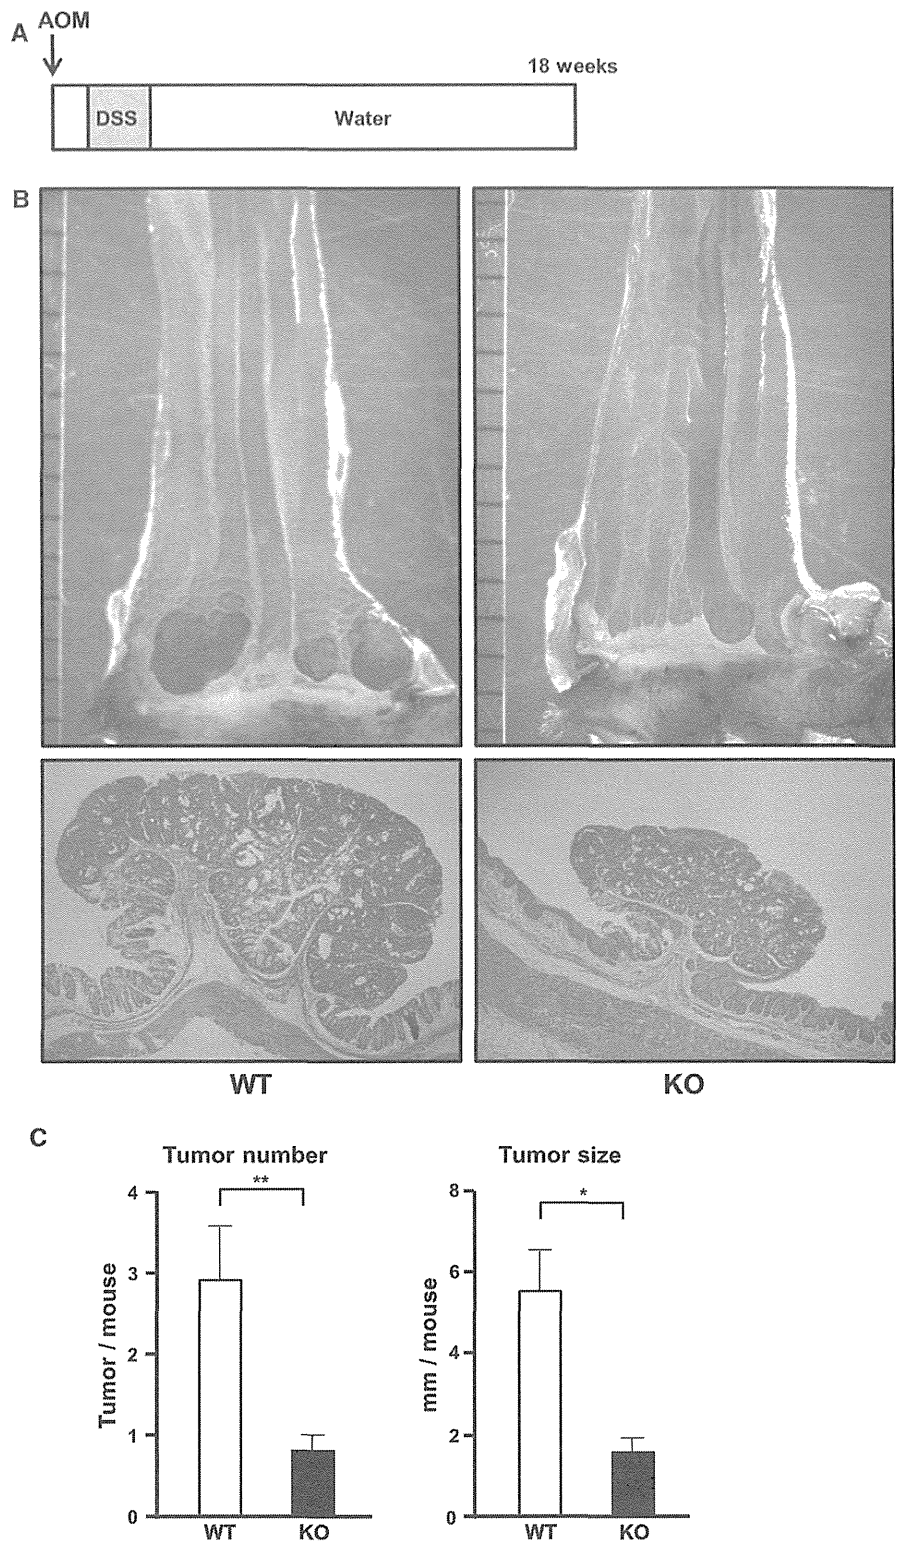 A
AOM
18 weeks
DSS
Water
B
WT
KO
C
Tumor number
**
4
3
2
1
0
Tumor / mouse
WT
KO
Tumor size
*
8
6
4
2
0
mm / mouse
WT
KO